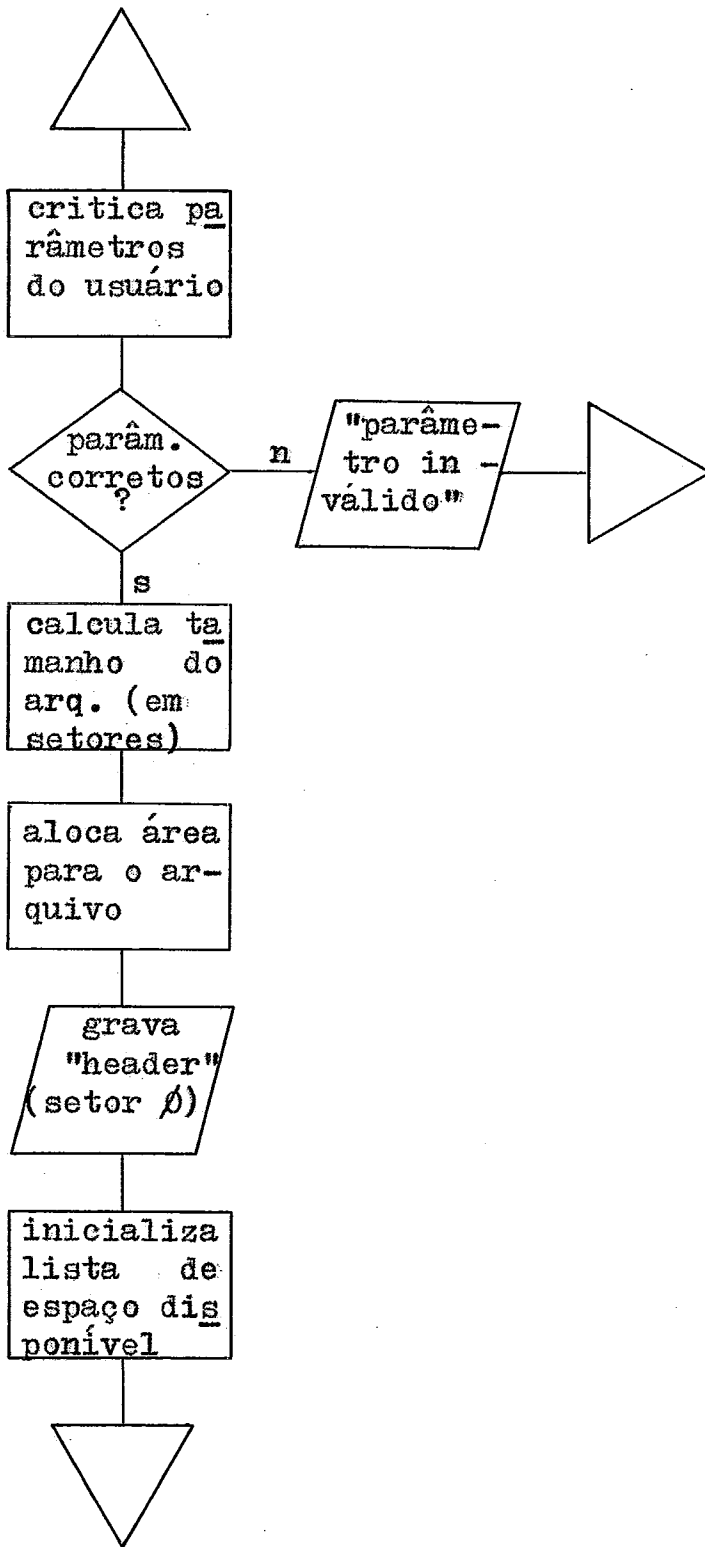 critica pa
râmetros
do usuário
parâm.
corretos
?
n
"parâme-
tro in -
válido"
s
calcula ta
manho do
arq. (em
setores)
aloca área
para o ar-
quivo
grava
"header"
(setor Ø)
inicializa
lista de
espaço dis
ponível